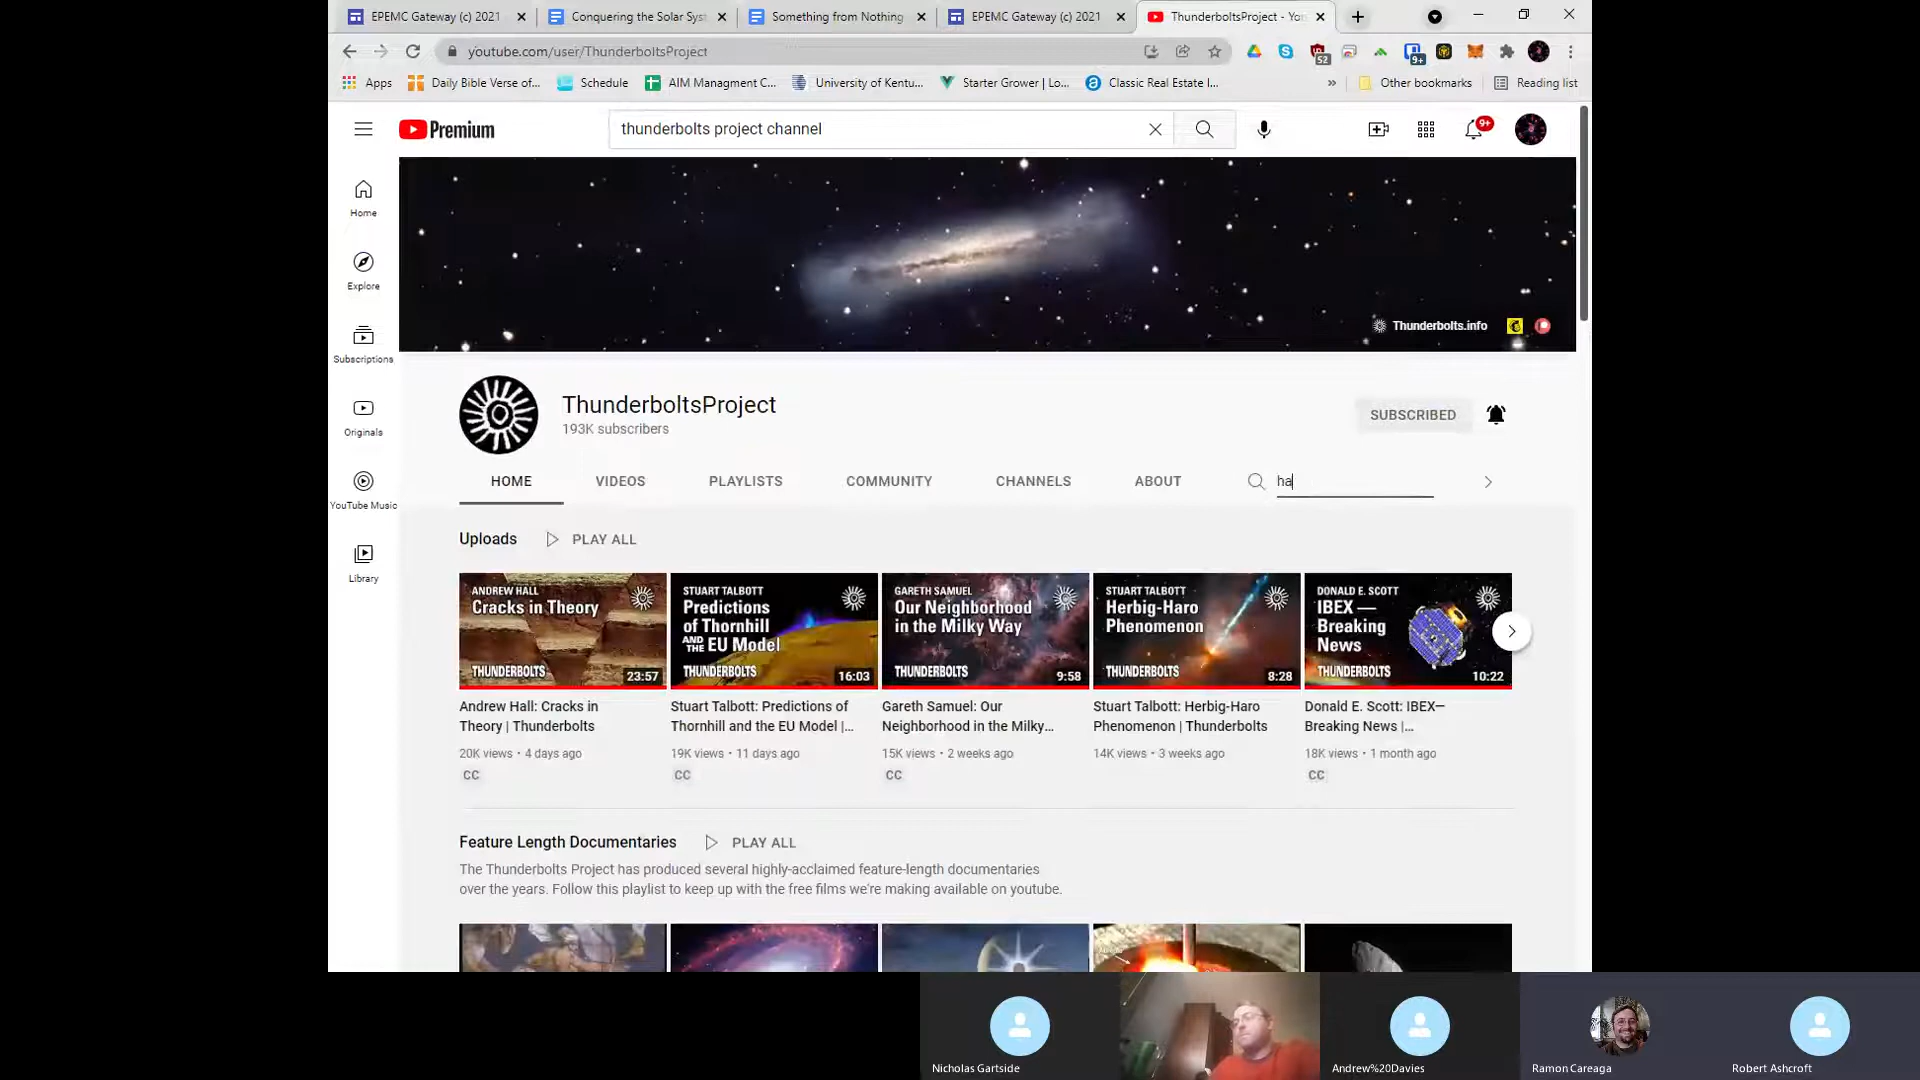 EPEMC Gateway (c) 2021
Conquering the Solar Sys
Something from Nothing
EPEMC Gateway (c) 2021
ThunderboltsProject - You
youtube.com/user/ThunderboltsProject
52
9+
Apps
Daily Bible Verse of...
Schedule
AIM Managment C...
University of Kentu...
Starter Grower | Lo...
Classic Real Estate I...
»
Other bookmarks
Reading list
Premium
thunderbolts project channel
9+
Home
Explore
Subscriptions
Originals
YouTube Music
Library
Thunderbolts.info
ThunderboltsProject
193K subscribers
SUBSCRIBED
HOME
VIDEOS
PLAYLISTS
COMMUNITY
CHANNELS
ABOUT
ha
Uploads
PLAY ALL
ANDREW HALL
Cracks in Theory
THUNDERBOLTS
23:57
STUART TALBOTT
Predictions
of Thornhill
AND THE EU Model
THUNDERBOLTS
16:03
GARETH SAMUEL
Our Neighborhood
in the Milky Way
THUNDERBOLTS
9:58
STUART TALBOTT
Herbig-Haro
Phenomenon
THUNDERBOLTS
8:28
DONALD E. SCOTT
IBEX —
Breaking
News
THUNDERBOLTS
10:22
Andrew Hall: Cracks in
Theory | Thunderbolts
20K views • 4 days ago
CC
Stuart Talbott: Predictions of
Thornhill and the EU Model |...
19K views • 11 days ago
CC
Gareth Samuel: Our
Neighborhood in the Milky...
15K views • 2 weeks ago
CC
Stuart Talbott: Herbig-Haro
Phenomenon | Thunderbolts
14K views • 3 weeks ago
Donald E. Scott: IBEX—
Breaking News |...
18K views • 1 month ago
CC
Feature Length Documentaries
PLAY ALL
The Thunderbolts Project has produced several highly-acclaimed feature-length documentaries
over the years. Follow this playlist to keep up with the free films we're making available on youtube.
Nicholas Gartside
Andrew%20Davies
Ramon Careaga
Robert Ashcroft